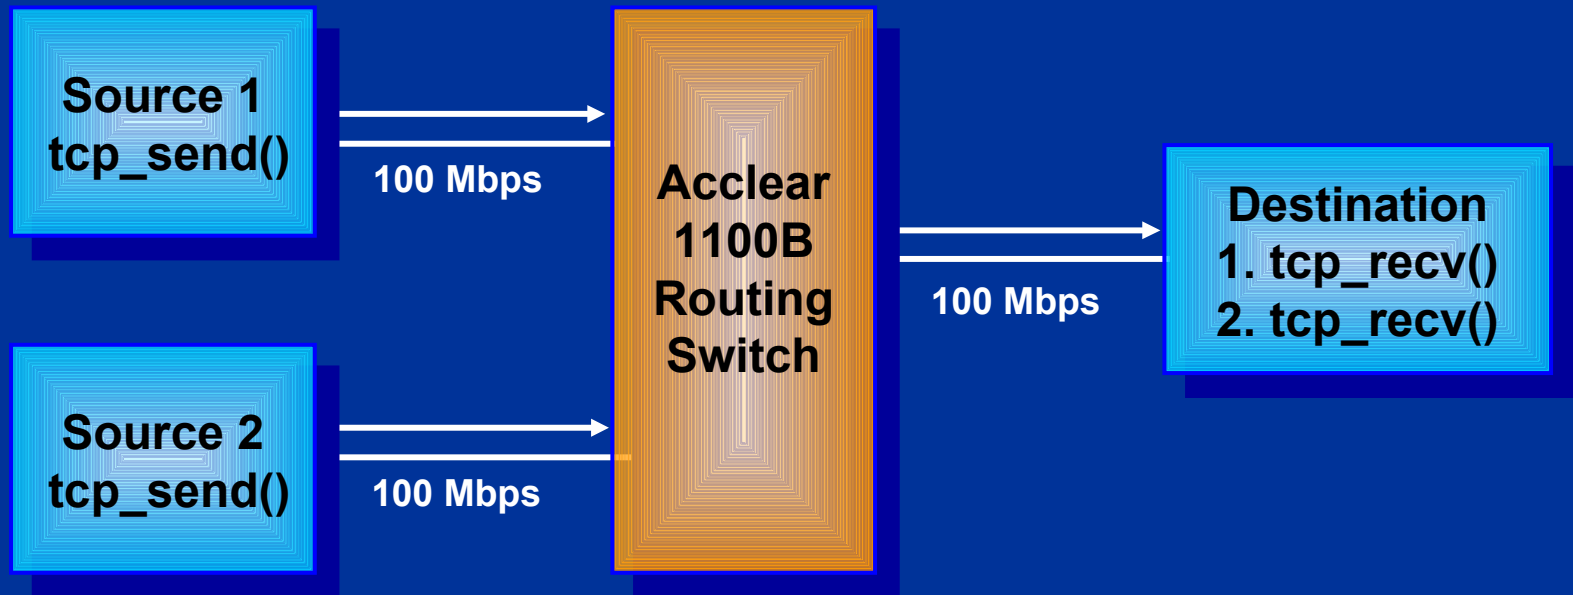 Source 1
tcp_send()
100 Mbps
Source 2
tcp_send()
100 Mbps
Acclear
1100B
Routing
Switch
100 Mbps
Destination
1. tcp_recv()
2. tcp_recv()